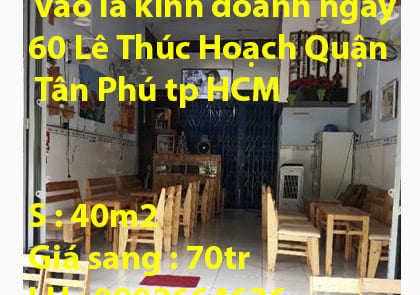 Vào là kinh doanh ngay
60 Lê Thúc Hoạch Quận
Tân Phú tp HCM
S : 40m2
Giá sang : 70tr